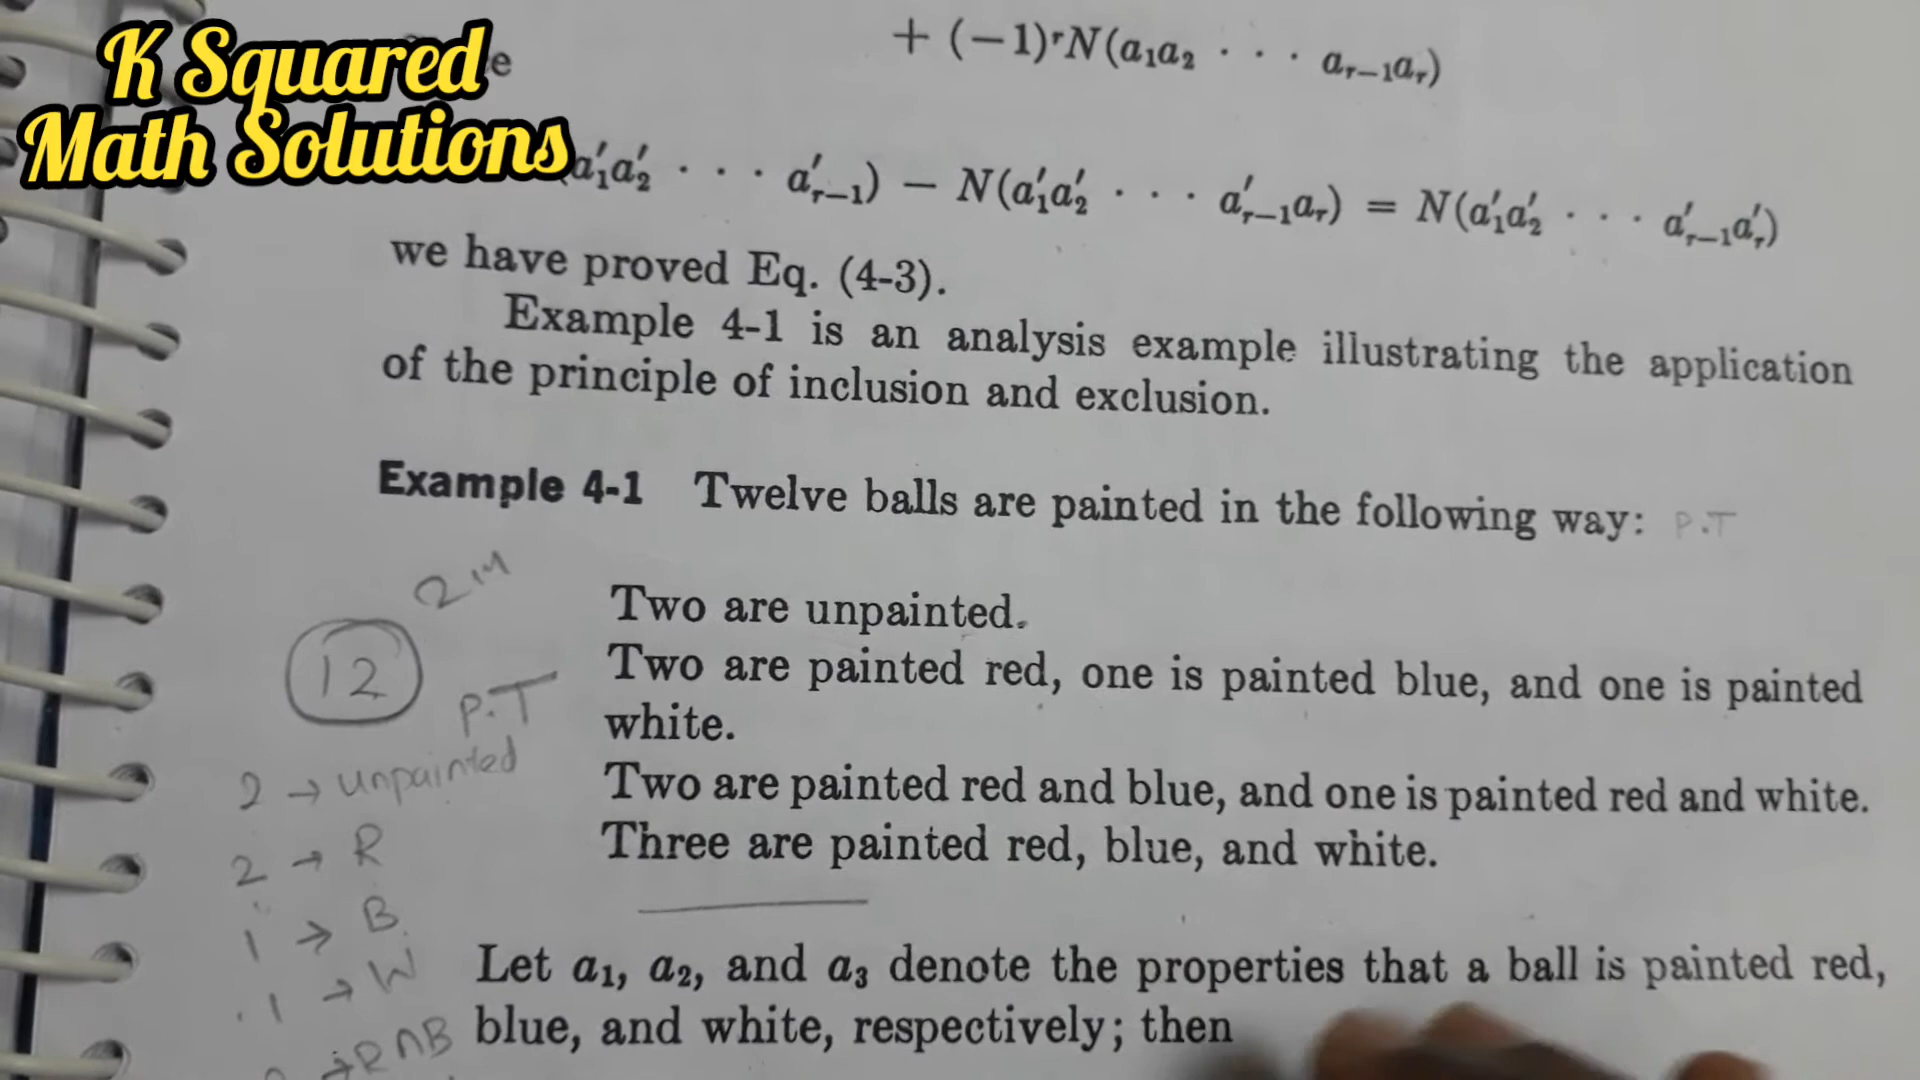 K Squared
Math Solutions
e
+ (−1)ʳN(a₁a₂ · · · aᵣ₋₁aᵣ)
(a′₁a′₂ · · · a′ᵣ₋₁) − N(a′₁a′₂ · · · a′ᵣ₋₁aᵣ) = N(a′₁a′₂ · · · a′ᵣ₋₁a′ᵣ)
we have proved Eq. (4-3).
Example 4-1 is an analysis example illustrating the application
of the principle of inclusion and exclusion.
Example 4-1 Twelve balls are painted in the following way: P.T
2M
Two are unpainted.
12
P.T
Two are painted red, one is painted blue, and one is painted
white.
2 → unpainted
Two are painted red and blue, and one is painted red and white.
2 → R
Three are painted red, blue, and white.
1 → B
1 → W
Let a₁, a₂, and a₃ denote the properties that a ball is painted red,
blue, and white, respectively; then
→ R∩B